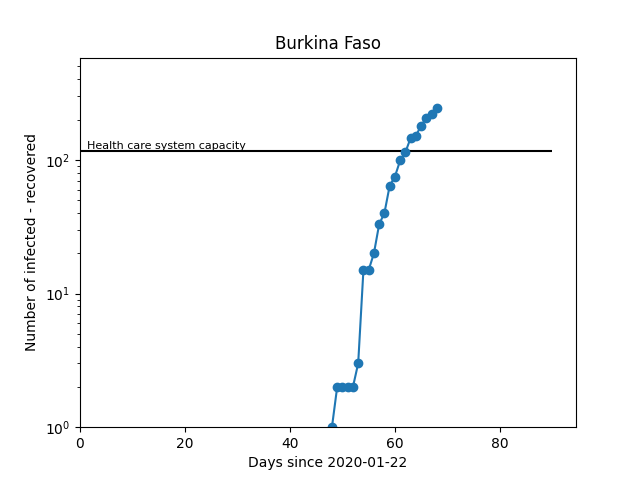 Burkina Faso
Number of infected - recovered
Health care system capacity
10²
10¹
10⁰
0 20 40 60 80
Days since 2020-01-22